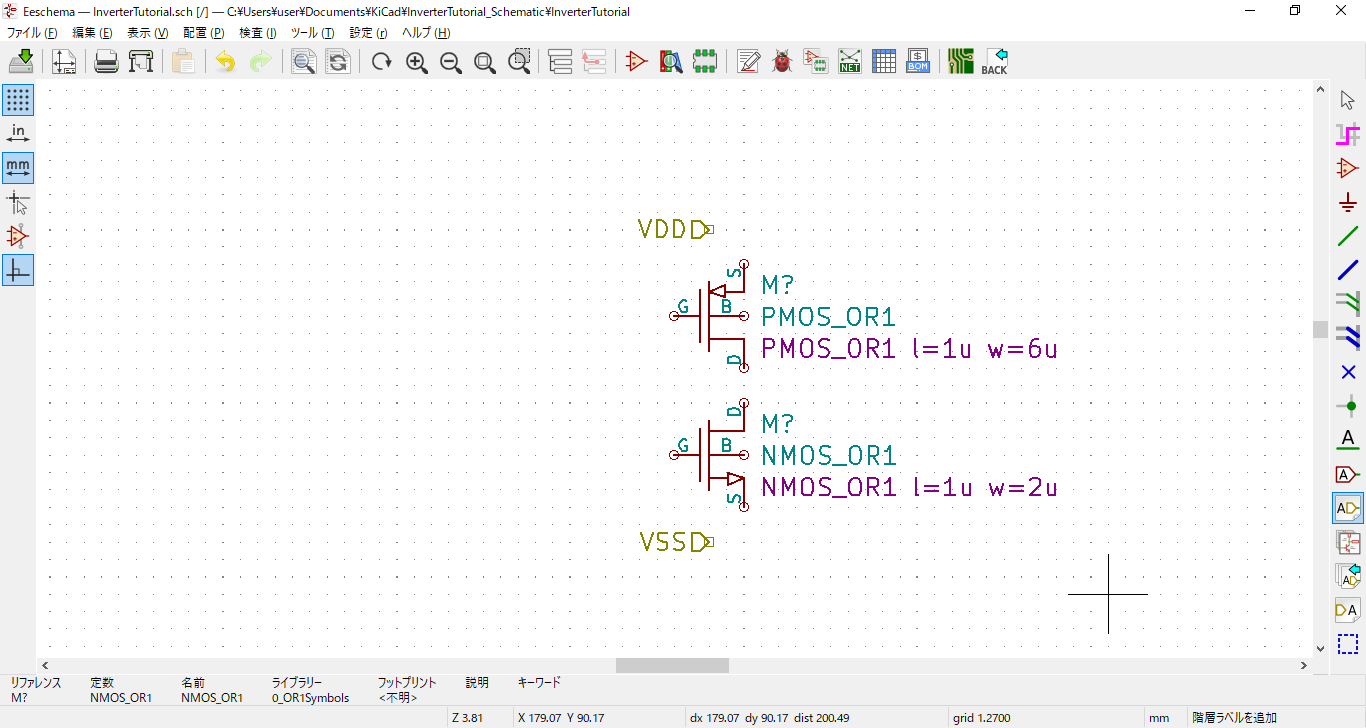 Eeschema — InverterTutorial.sch [/] — C:¥Users¥user¥Documents¥KiCad¥InverterTutorial_Schematic¥InverterTutorial
ファイル (F) 編集 (E) 表示 (V) 配置 (P) 検査 (I) ツール (T) 設定 (r) ヘルプ (H)
NET
$
BOM
BACK
in
mm
A
A
AD
AD
DA
VDD
S
G
B
D
M?
PMOS_OR1
PMOS_OR1 l=1u w=6u
D
G
B
S
M?
NMOS_OR1
NMOS_OR1 l=1u w=2u
VSS
リファレンス 定数 名前 ライブラリー フットプリント 説明 キーワード
M? NMOS_OR1 NMOS_OR1 0_OR1Symbols <不明>
Z 3.81 X 179.07 Y 90.17 dx 179.07 dy 90.17 dist 200.49 grid 1.2700 mm 階層ラベルを追加